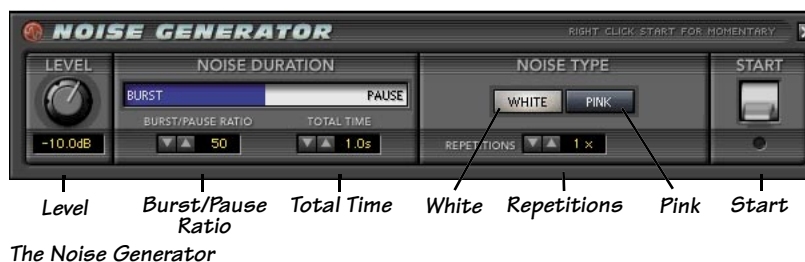 NOISE GENERATOR
RIGHT CLICK START FOR MOMENTARY
LEVEL
NOISE DURATION
NOISE TYPE
START
BURST
PAUSE
WHITE
PINK
BURST/PAUSE RATIO
TOTAL TIME
-10.0dB
50
1.0s
REPETITIONS
1 x
Level
Burst/Pause
Ratio
Total Time
White
Repetitions
Pink
Start
The Noise Generator